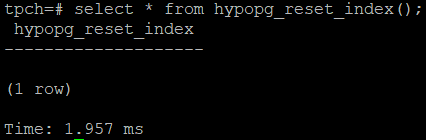 tpch=# select * from hypopg_reset_index();
 hypopg_reset_index
--------------------
(1 row)
Time: 1.957 ms